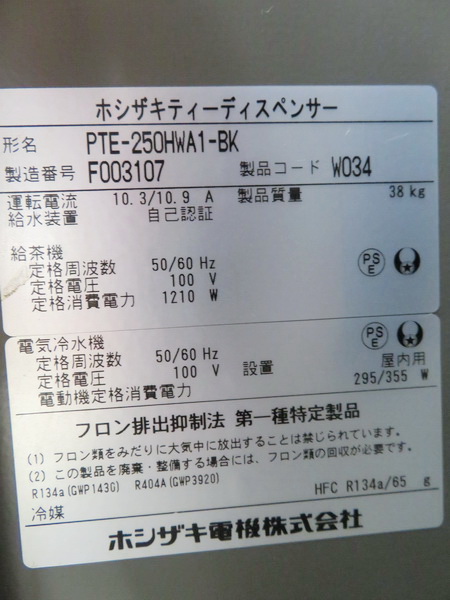 ホシザキティーディスペンサー
形名 PTE-250HWA1-BK
製造番号 F003107 製品コード W034
運転電流 10.3/10.9 A 製品質量 38 kg
給水装置 自己認証
給茶機
定格周波数 50/60 Hz
定格電圧 100 V
定格消費電力 1210 W
PSE
電気冷水機
定格周波数 50/60 Hz
定格電圧 100 V 設置 屋内用
電動機定格消費電力 295/355 W
PSE
フロン排出抑制法 第一種特定製品
(1) フロン類をみだりに大気中に放出することは禁じられています。
(2) この製品を廃棄・整備する場合には、フロン類の回収が必要です。
R134a(GWP1430) R404A(GWP3920)
冷媒 HFC R134a/65 g
ホシザキ電機株式会社